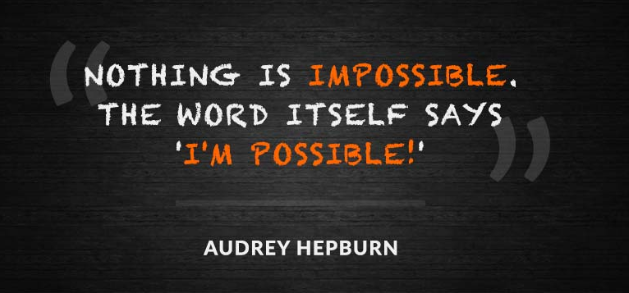 NOTHING IS IMPOSSIBLE.
THE WORD ITSELF SAYS
'I'M POSSIBLE!'
AUDREY HEPBURN